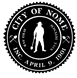 CITY OF NOME
INC. APRIL 9, 1901